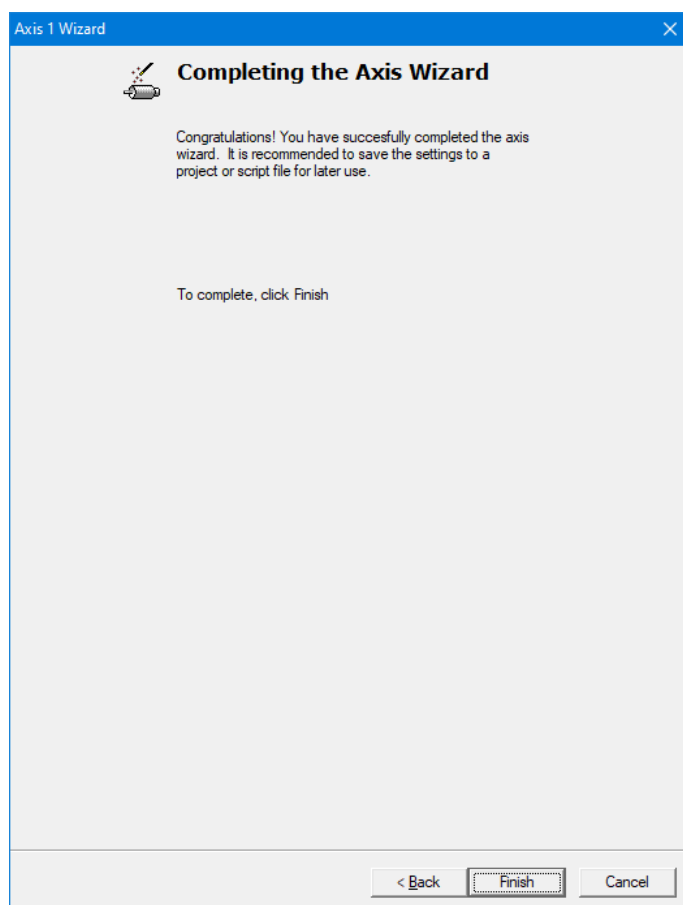 Axis 1 Wizard
Completing the Axis Wizard
Congratulations! You have succesfully completed the axis
wizard.  It is recommended to save the settings to a
project or script file for later use.
To complete, click Finish
< Back
Finish
Cancel